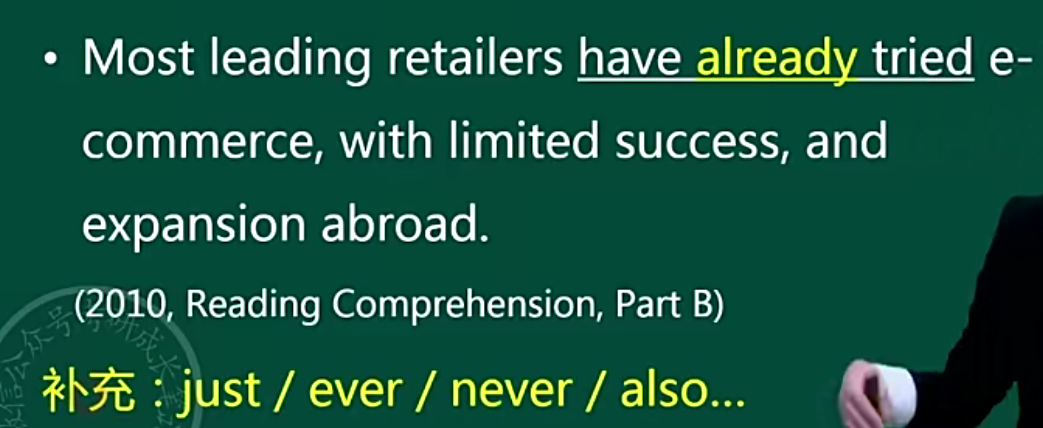 • Most leading retailers have already tried e-
commerce, with limited success, and
expansion abroad.
(2010, Reading Comprehension, Part B)
补充：just / ever / never / also...